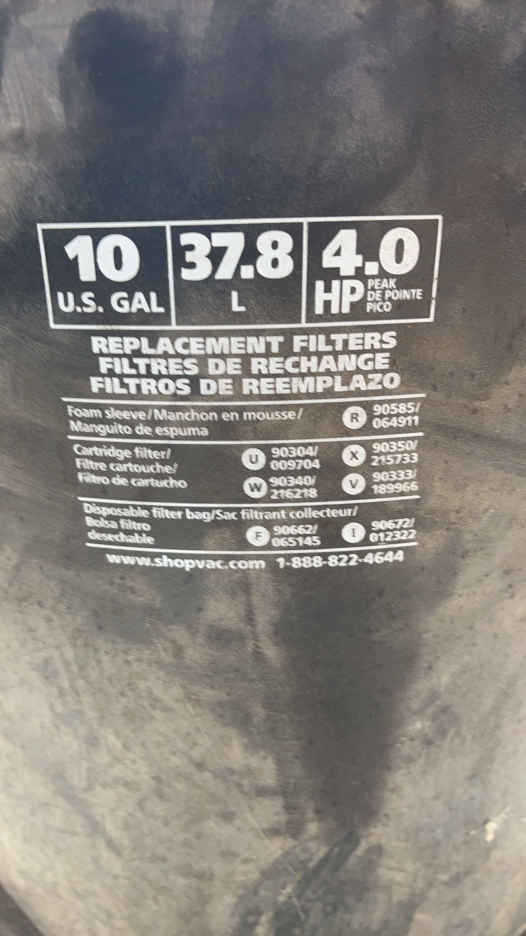 10
U.S. GAL
37.8
L
4.0
HP PEAK
DE POINTE
PICO
REPLACEMENT FILTERS
FILTRES DE RECHANGE
FILTROS DE REEMPLAZO
Foam sleeve/Manchon en mousse/
Manguito de espuma
R 90585/
064911
Cartridge filter/
Filtre cartouche/
Filtro de cartucho
U 90304/
009704
X 90350/
215733
W 90340/
216218
V 90333/
189966
Disposable filter bag/Sac filtrant collecteur/
Bolsa filtro
desechable
F 90662/
065145
I 90672/
012322
www.shopvac.com 1-888-822-4644